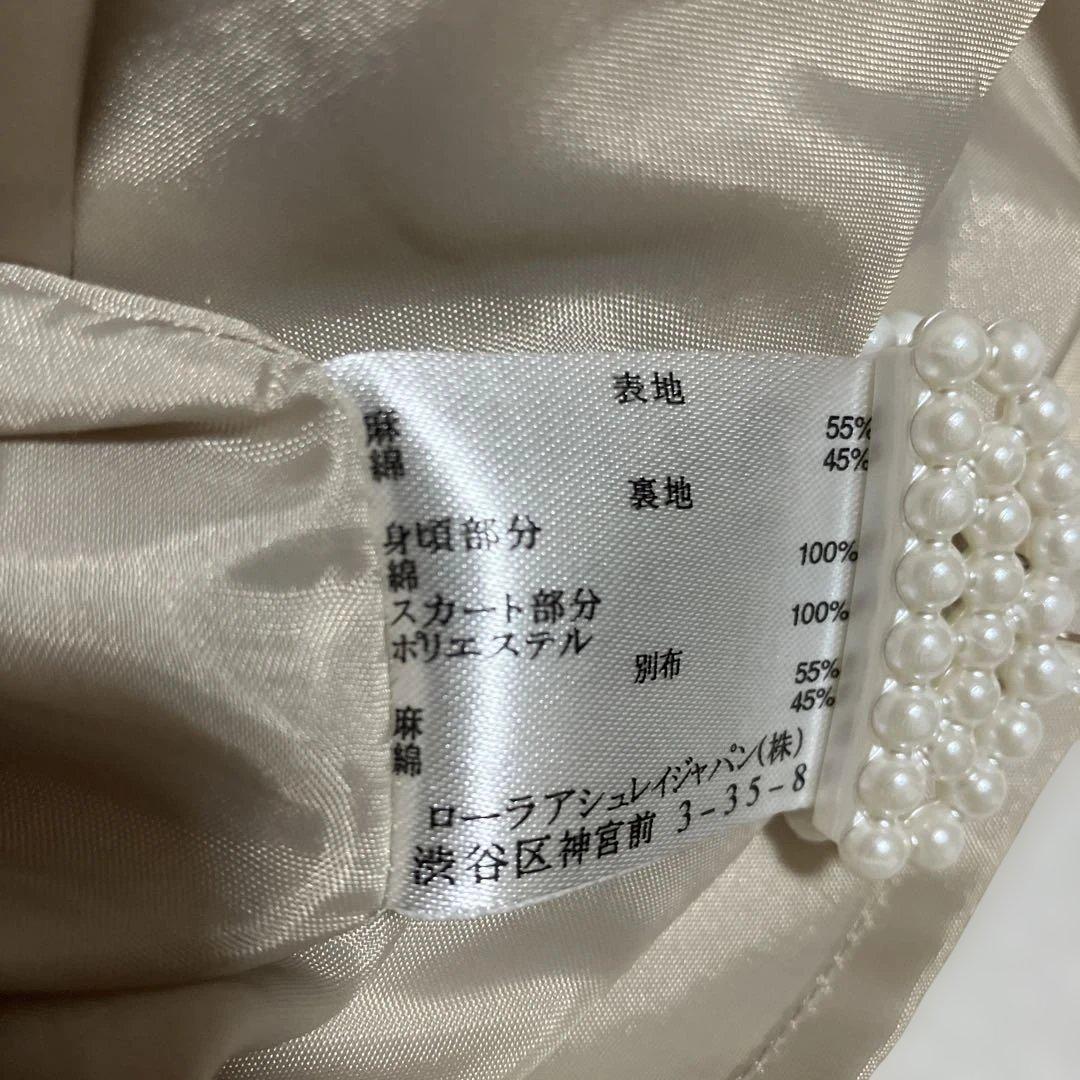 表地
麻 55%
綿 45%
裏地
身頃部分
綿 100%
スカート部分
ポリエステル 100%
別布
麻 55%
綿 45%
ローラアシュレイジャパン(株)
渋谷区神宮前 3-35-8